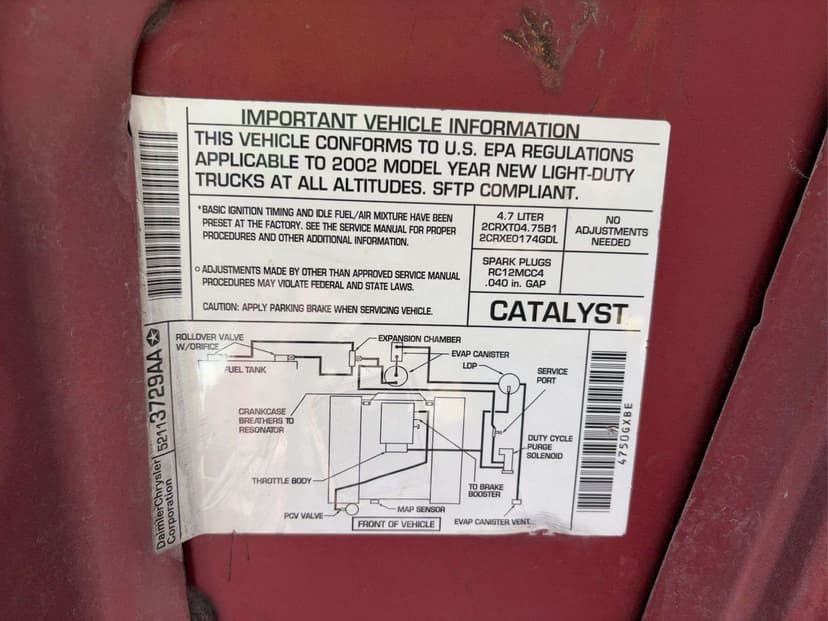 IMPORTANT VEHICLE INFORMATION
THIS VEHICLE CONFORMS TO U.S. EPA REGULATIONS
APPLICABLE TO 2002 MODEL YEAR NEW LIGHT-DUTY
TRUCKS AT ALL ALTITUDES. SFTP COMPLIANT.
*BASIC IGNITION TIMING AND IDLE FUEL/AIR MIXTURE HAVE BEEN
PRESET AT THE FACTORY. SEE THE SERVICE MANUAL FOR PROPER
PROCEDURES AND OTHER ADDITIONAL INFORMATION.
° ADJUSTMENTS MADE BY OTHER THAN APPROVED SERVICE MANUAL
PROCEDURES MAY VIOLATE FEDERAL AND STATE LAWS.
CAUTION: APPLY PARKING BRAKE WHEN SERVICING VEHICLE.
4.7 LITER
2CRXT04.75B1
2CRXE0174GDL
NO
ADJUSTMENTS
NEEDED
SPARK PLUGS
RC12MCC4
.040 in. GAP
CATALYST
DaimlerChrysler
Corporation
52113729AA
ROLLOVER VALVE
W/ORIFICE
FUEL TANK
EXPANSION CHAMBER
EVAP CANISTER
LDP
SERVICE
PORT
CRANKCASE
BREATHERS TO
RESONATOR
DUTY CYCLE
PURGE
SOLENOID
THROTTLE BODY
TO BRAKE
BOOSTER
PCV VALVE
MAP SENSOR
FRONT OF VEHICLE
EVAP CANISTER VENT
4750GXBE